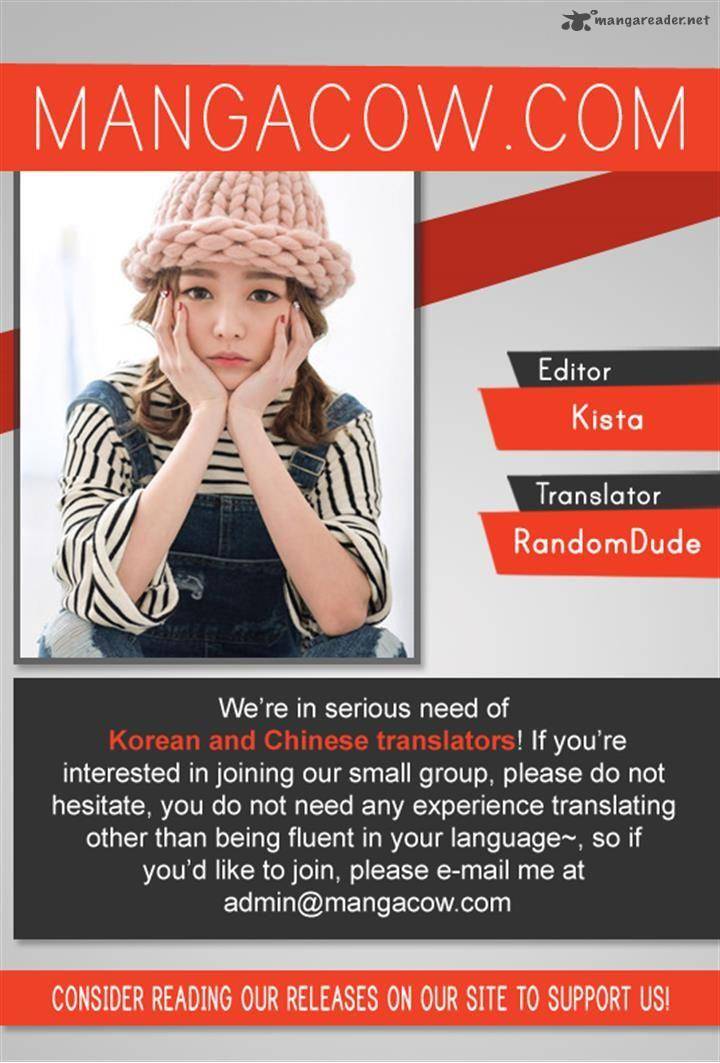 mangareader.net
MANGACOW.COM
Editor
Kista
Translator
RandomDude
We're in serious need of
Korean and Chinese translators! If you're
interested in joining our small group, please do not
hesitate, you do not need any experience translating
other than being fluent in your language~, so if
you'd like to join, please e-mail me at
admin@mangacow.com
CONSIDER READING OUR RELEASES ON OUR SITE TO SUPPORT US!